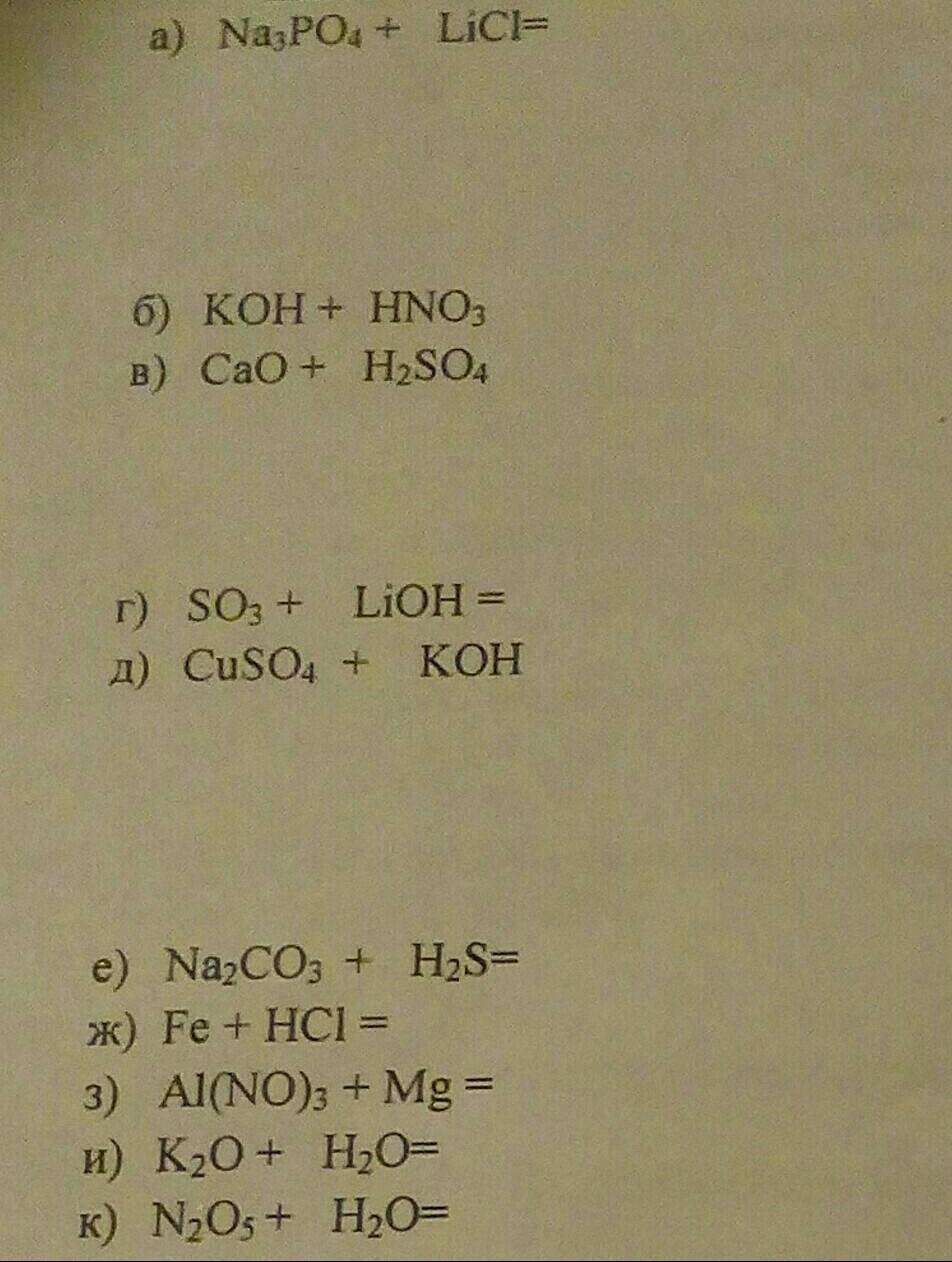 а) Na₃PO₄ + LiCl=
б) KOH + HNO₃
в) CaO + H₂SO₄
г) SO₃ + LiOH =
д) CuSO₄ + KOH
е) Na₂CO₃ + H₂S=
ж) Fe + HCl =
з) Al(NO)₃ + Mg =
и) K₂O + H₂O=
к) N₂O₅ + H₂O=